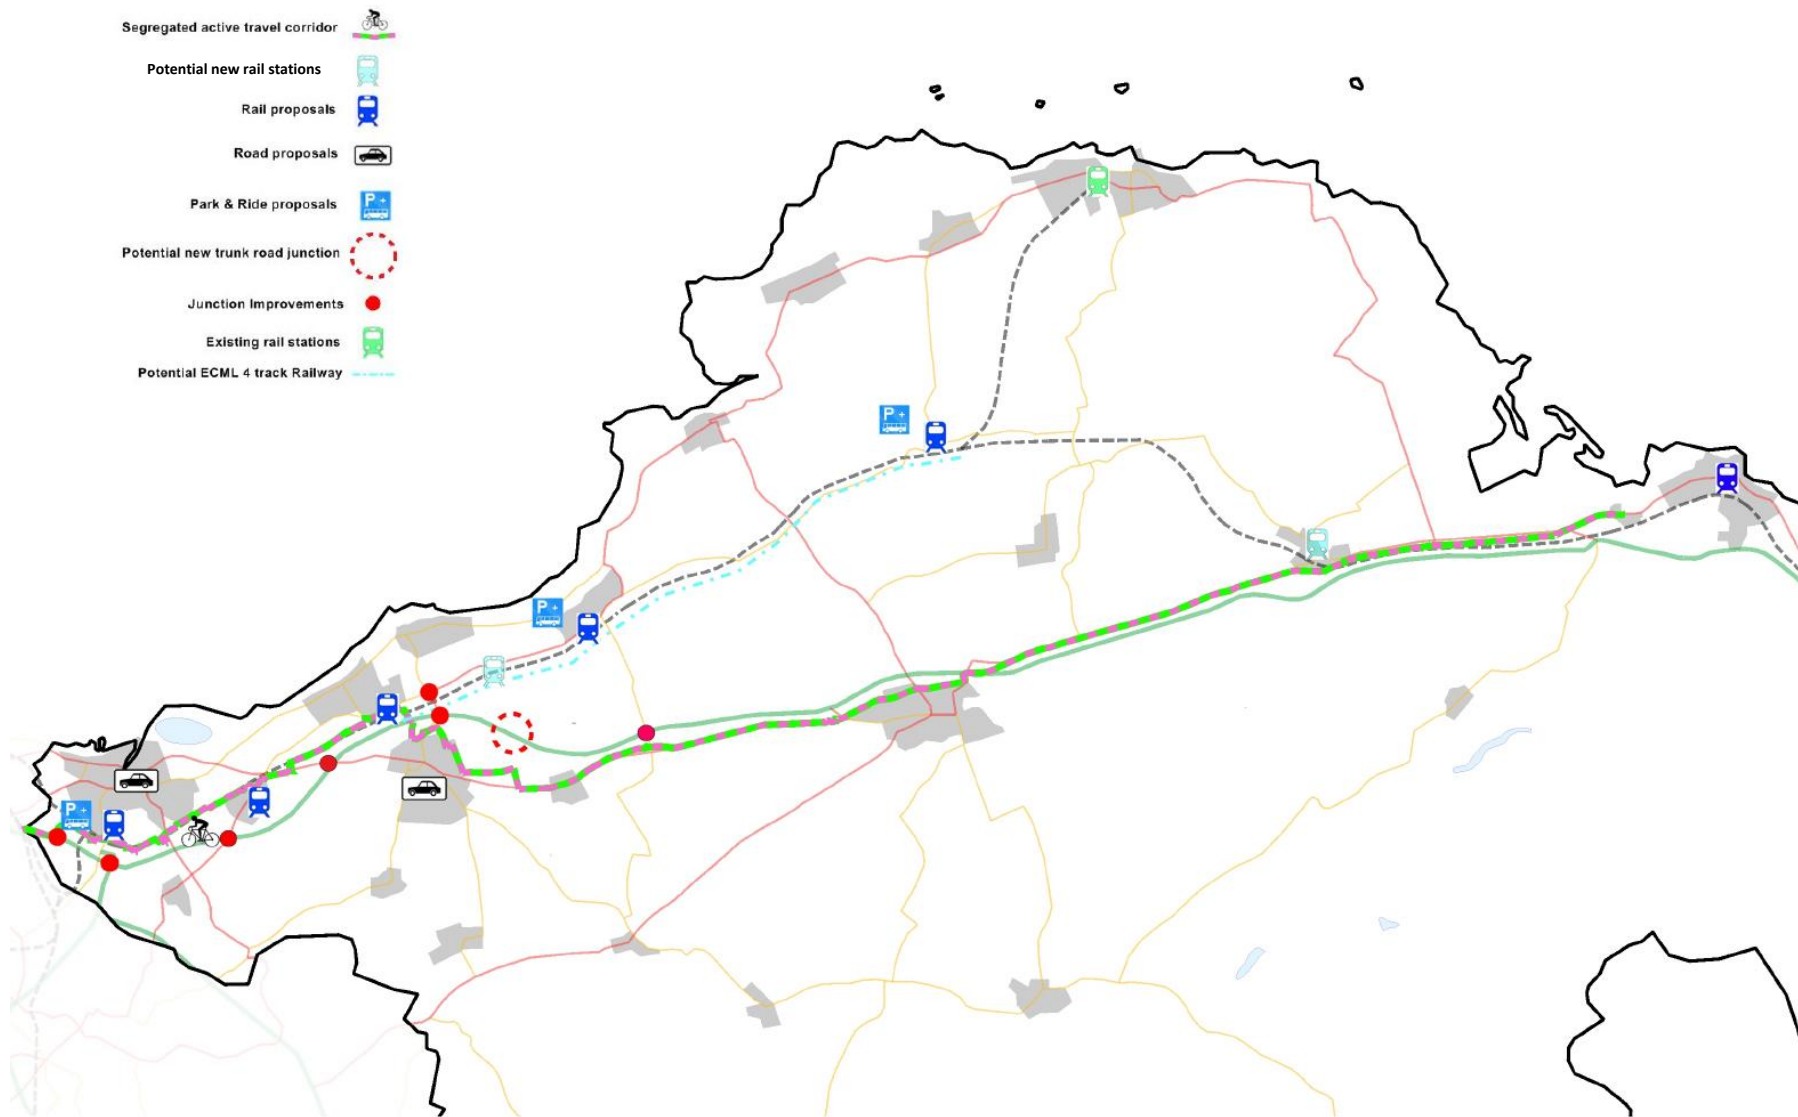 Segregated active travel corridor
Potential new rail stations
Rail proposals
Road proposals
Park & Ride proposals
Potential new trunk road junction
Junction Improvements
Existing rail stations
Potential ECML 4 track Railway
P+
P+
P+
P+